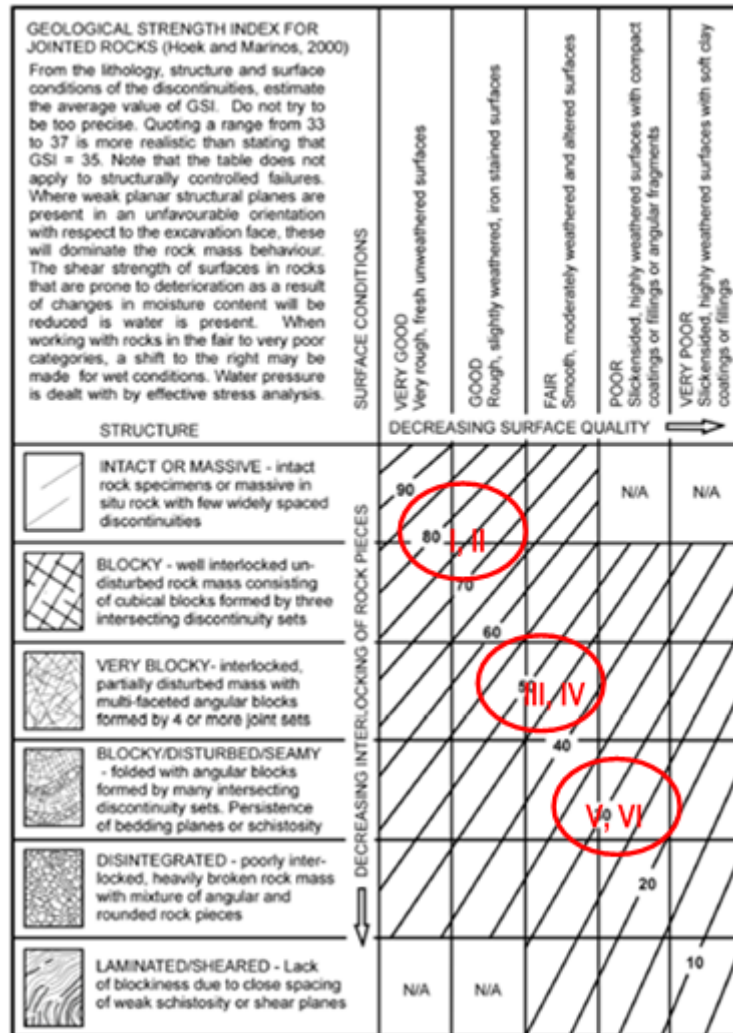 GEOLOGICAL STRENGTH INDEX FOR
JOINTED ROCKS (Hoek and Marinos, 2000)
From the lithology, structure and surface
conditions of the discontinuities, estimate
the average value of GSI. Do not try to
be too precise. Quoting a range from 33
to 37 is more realistic than stating that
GSI = 35. Note that the table does not
apply to structurally controlled failures.
Where weak planar structural planes are
present in an unfavourable orientation
with respect to the excavation face, these
will dominate the rock mass behaviour.
The shear strength of surfaces in rocks
that are prone to deterioration as a result
of changes in moisture content will be
reduced is water is present. When
working with rocks in the fair to very poor
categories, a shift to the right may be
made for wet conditions. Water pressure
is dealt with by effective stress analysis.
STRUCTURE
SURFACE CONDITIONS
VERY GOOD
Very rough, fresh unweathered surfaces
GOOD
Rough, slightly weathered, iron stained surfaces
FAIR
Smooth, moderately weathered and altered surfaces
POOR
Slickensided, highly weathered surfaces with compact
coatings or fillings or angular fragments
VERY POOR
Slickensided, highly weathered surfaces with soft clay
coatings or fillings
DECREASING SURFACE QUALITY
DECREASING INTERLOCKING OF ROCK PIECES
INTACT OR MASSIVE - intact
rock specimens or massive in
situ rock with few widely spaced
discontinuities
90
80
I, II
N/A
N/A
BLOCKY - well interlocked un-
disturbed rock mass consisting
of cubical blocks formed by three
intersecting discontinuity sets
70
60
VERY BLOCKY- interlocked,
partially disturbed mass with
multi-faceted angular blocks
formed by 4 or more joint sets
III, IV
40
BLOCKY/DISTURBED/SEAMY
- folded with angular blocks
formed by many intersecting
discontinuity sets. Persistence
of bedding planes or schistosity
V, VI
DISINTEGRATED - poorly inter-
locked, heavily broken rock mass
with mixture of angular and
rounded rock pieces
20
LAMINATED/SHEARED - Lack
of blockiness due to close spacing
of weak schistosity or shear planes
N/A
N/A
10